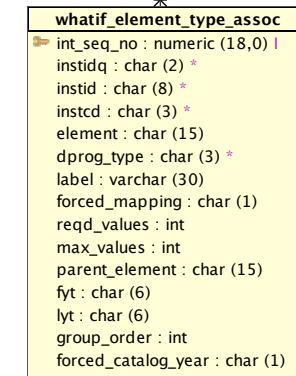 whatif_element_type_assoc
int_seq_no : numeric (18,0) I
instidq : char (2) *
instid : char (8) *
instcd : char (3) *
element : char (15)
dprog_type : char (3) *
label : varchar (30)
forced_mapping : char (1)
reqd_values : int
max_values : int
parent_element : char (15)
fyt : char (6)
lyt : char (6)
group_order : int
forced_catalog_year : char (1)